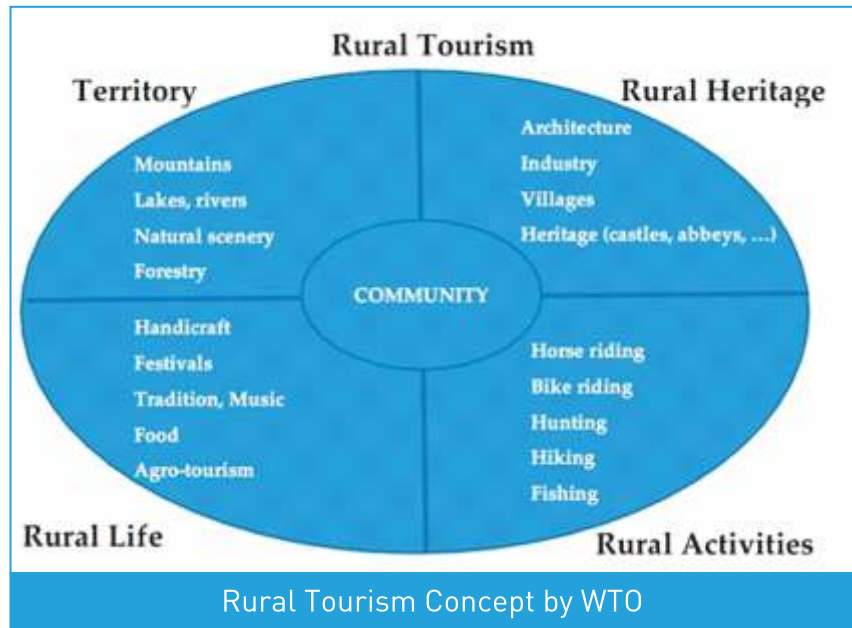 Rural Tourism
Territory
Rural Heritage
Mountains
Lakes, rivers
Natural scenery
Forestry
Architecture
Industry
Villages
Heritage (castles, abbeys, ...)
COMMUNITY
Handicraft
Festivals
Tradition, Music
Food
Agro-tourism
Horse riding
Bike riding
Hunting
Hiking
Fishing
Rural Life
Rural Activities
Rural Tourism Concept by WTO